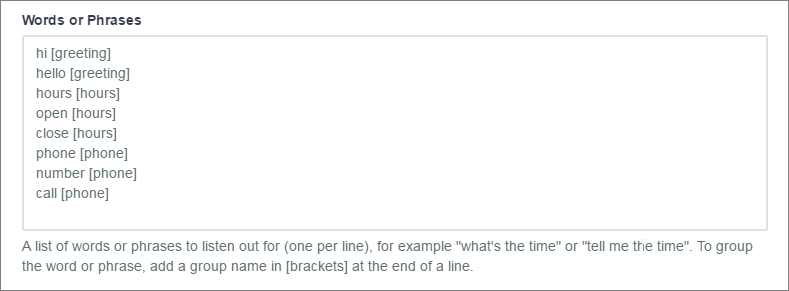 Words or Phrases
hi [greeting]
hello [greeting]
hours [hours]
open [hours]
close [hours]
phone [phone]
number [phone]
call [phone]
A list of words or phrases to listen out for (one per line), for example "what's the time" or "tell me the time". To group
the word or phrase, add a group name in [brackets] at the end of a line.